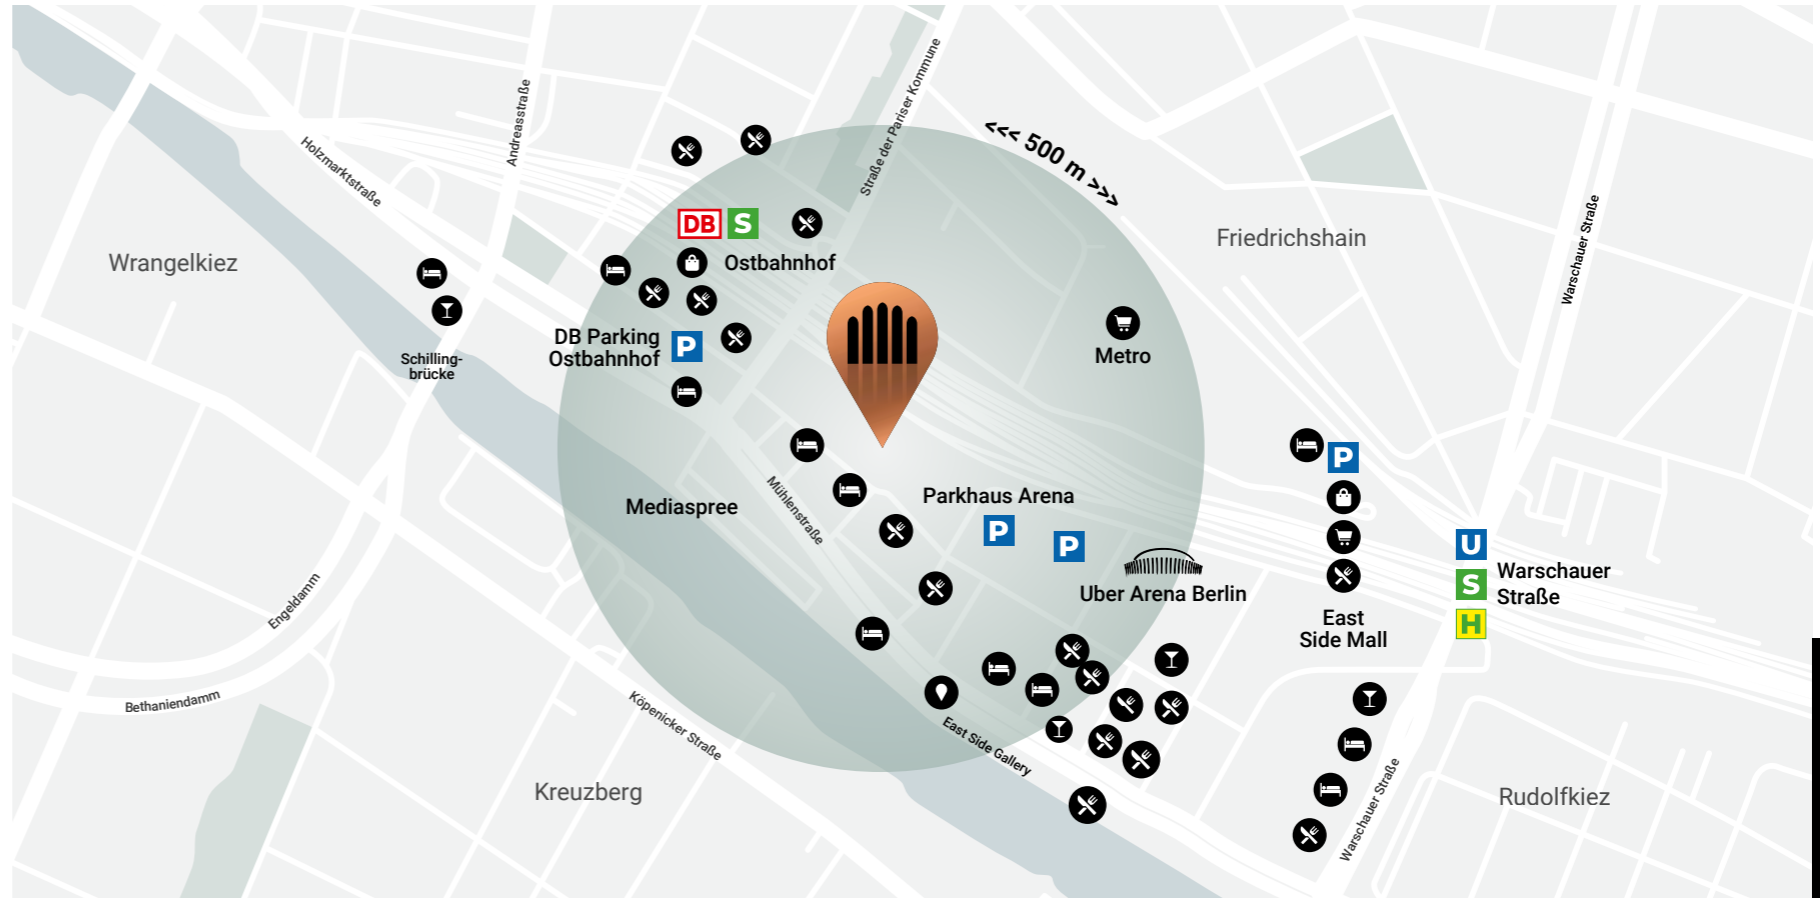 Straße der Pariser Kommune
<<< 500 m >>>
Andreasstraße
Holzmarktstraße
Warschauer Straße
DB
S
Friedrichshain
Wrangelkiez
Ostbahnhof
DB Parking
Ostbahnhof
P
Metro
Schilling-
brücke
P
Mühlenstraße
Mediaspree
Parkhaus Arena
P
P
Uber Arena Berlin
U
S
H
Warschauer
Straße
East
Side Mall
Engeldamm
Bethaniendamm
Köpenicker Straße
East Side Gallery
Kreuzberg
Warschauer Straße
Rudolfkiez